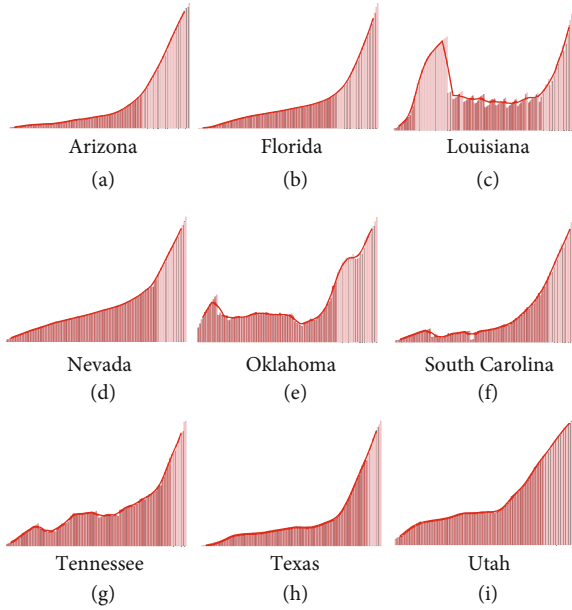 Arizona
Florida
Louisiana
(a)
(b)
(c)
Nevada
Oklahoma
South Carolina
(d)
(e)
(f)
Tennessee
Texas
Utah
(g)
(h)
(i)